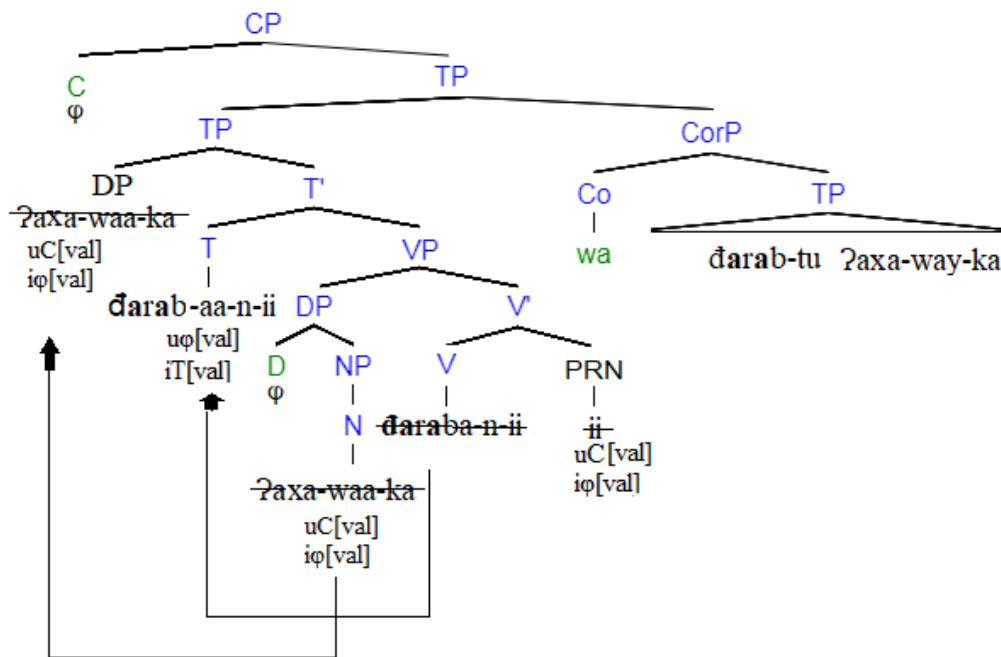 CP
C
φ
TP
TP
CorP
DP
T'
Co
TP
ʔaxa-waa-ka
uC[val]
iφ[val]
T
VP
wa
đarab-tu ʔaxa-way-ka
đarab-aa-n-ii
uφ[val]
iT[val]
DP
V'
D
φ
NP
V
PRN
N
đaraba-n-ii
ii
uC[val]
iφ[val]
ʔaxa-waa-ka
uC[val]
iφ[val]